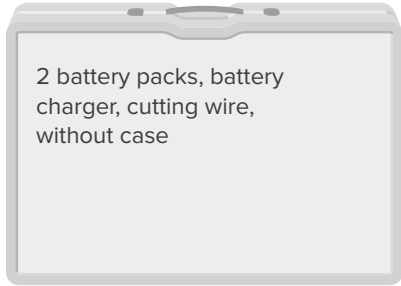 2 battery packs, battery
charger, cutting wire,
without case